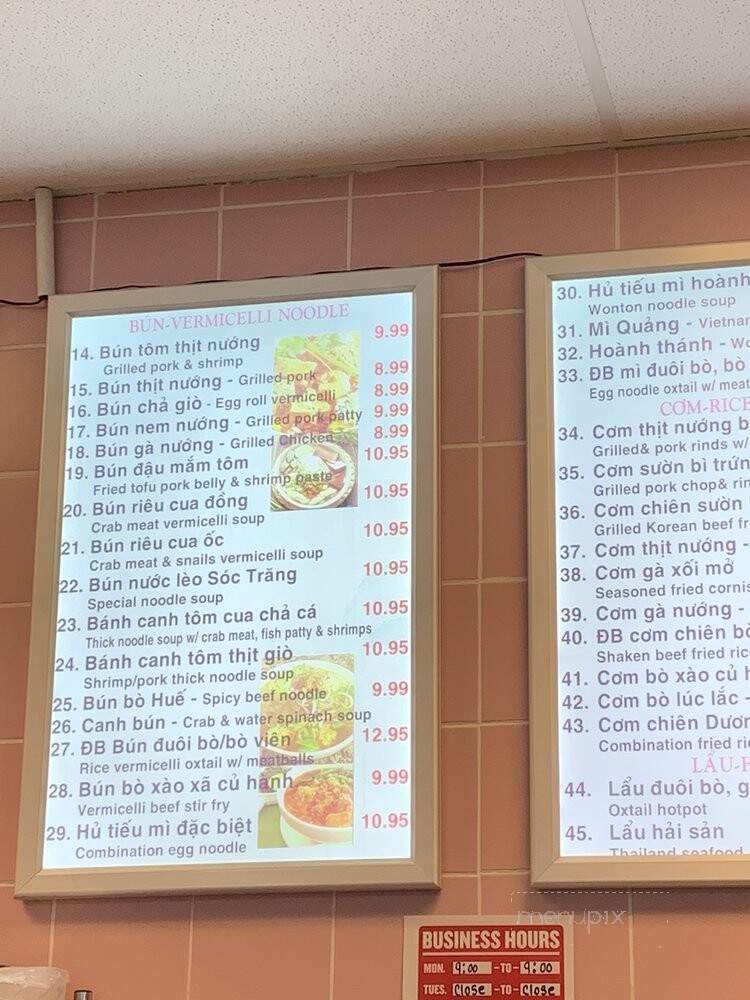 BÚN-VERMICELLI NOODLE
14. Bún tôm thịt nướng 9.99
Grilled pork & shrimp
15. Bún thịt nướng - Grilled pork 8.99
16. Bún chả giò - Egg roll vermicelli 8.99
17. Bún nem nướng - Grilled pork patty 9.99
18. Bún gà nướng - Grilled Chicken 8.99
19. Bún đậu mắm tôm 10.95
Fried tofu pork belly & shrimp paste
20. Bún riêu cua đồng 10.95
Crab meat vermicelli soup
21. Bún riêu cua ốc 10.95
Crab meat & snails vermicelli soup
22. Bún nước lèo Sóc Trăng 10.95
Special noodle soup
23. Bánh canh tôm cua chả cá 10.95
Thick noodle soup w/ crab meat, fish patty & shrimps
24. Bánh canh tôm thịt giò 10.95
Shrimp/pork thick noodle soup
25. Bún bò Huế - Spicy beef noodle 9.99
26. Canh bún - Crab & water spinach soup
27. ĐB Bún đuôi bò/bò viên 12.95
Rice vermicelli oxtail w/ meatballs
28. Bún bò xào xã củ hành 9.99
Vermicelli beef stir fry
29. Hủ tiếu mì đặc biệt 10.95
Combination egg noodle
30. Hủ tiếu mì hoành
Wonton noodle soup
31. Mì Quảng - Vietnam
32. Hoành thánh - Wo
33. ĐB mì đuôi bò, bò
Egg noodle oxtail w/ meat
CƠM-RICE
34. Cơm thịt nướng b
Grilled& pork rinds w/
35. Cơm sườn bì trứn
Grilled pork chop& rin
36. Cơm chiên sườn
Grilled Korean beef fr
37. Cơm thịt nướng -
38. Cơm gà xối mở
Seasoned fried cornis
39. Cơm gà nướng -
40. ĐB cơm chiên bò
Shaken beef fried rice
41. Cơm bò xào củ h
42. Cơm bò lúc lắc -
43. Cơm chiên Dươn
Combination fried ri
LẨU-H
44. Lẩu đuôi bò, g
Oxtail hotpot
45. Lẩu hải sản
Thailand seafood
menupix
BUSINESS HOURS
MON. 9:00 -TO- 9:00
TUES. Close -TO- Close